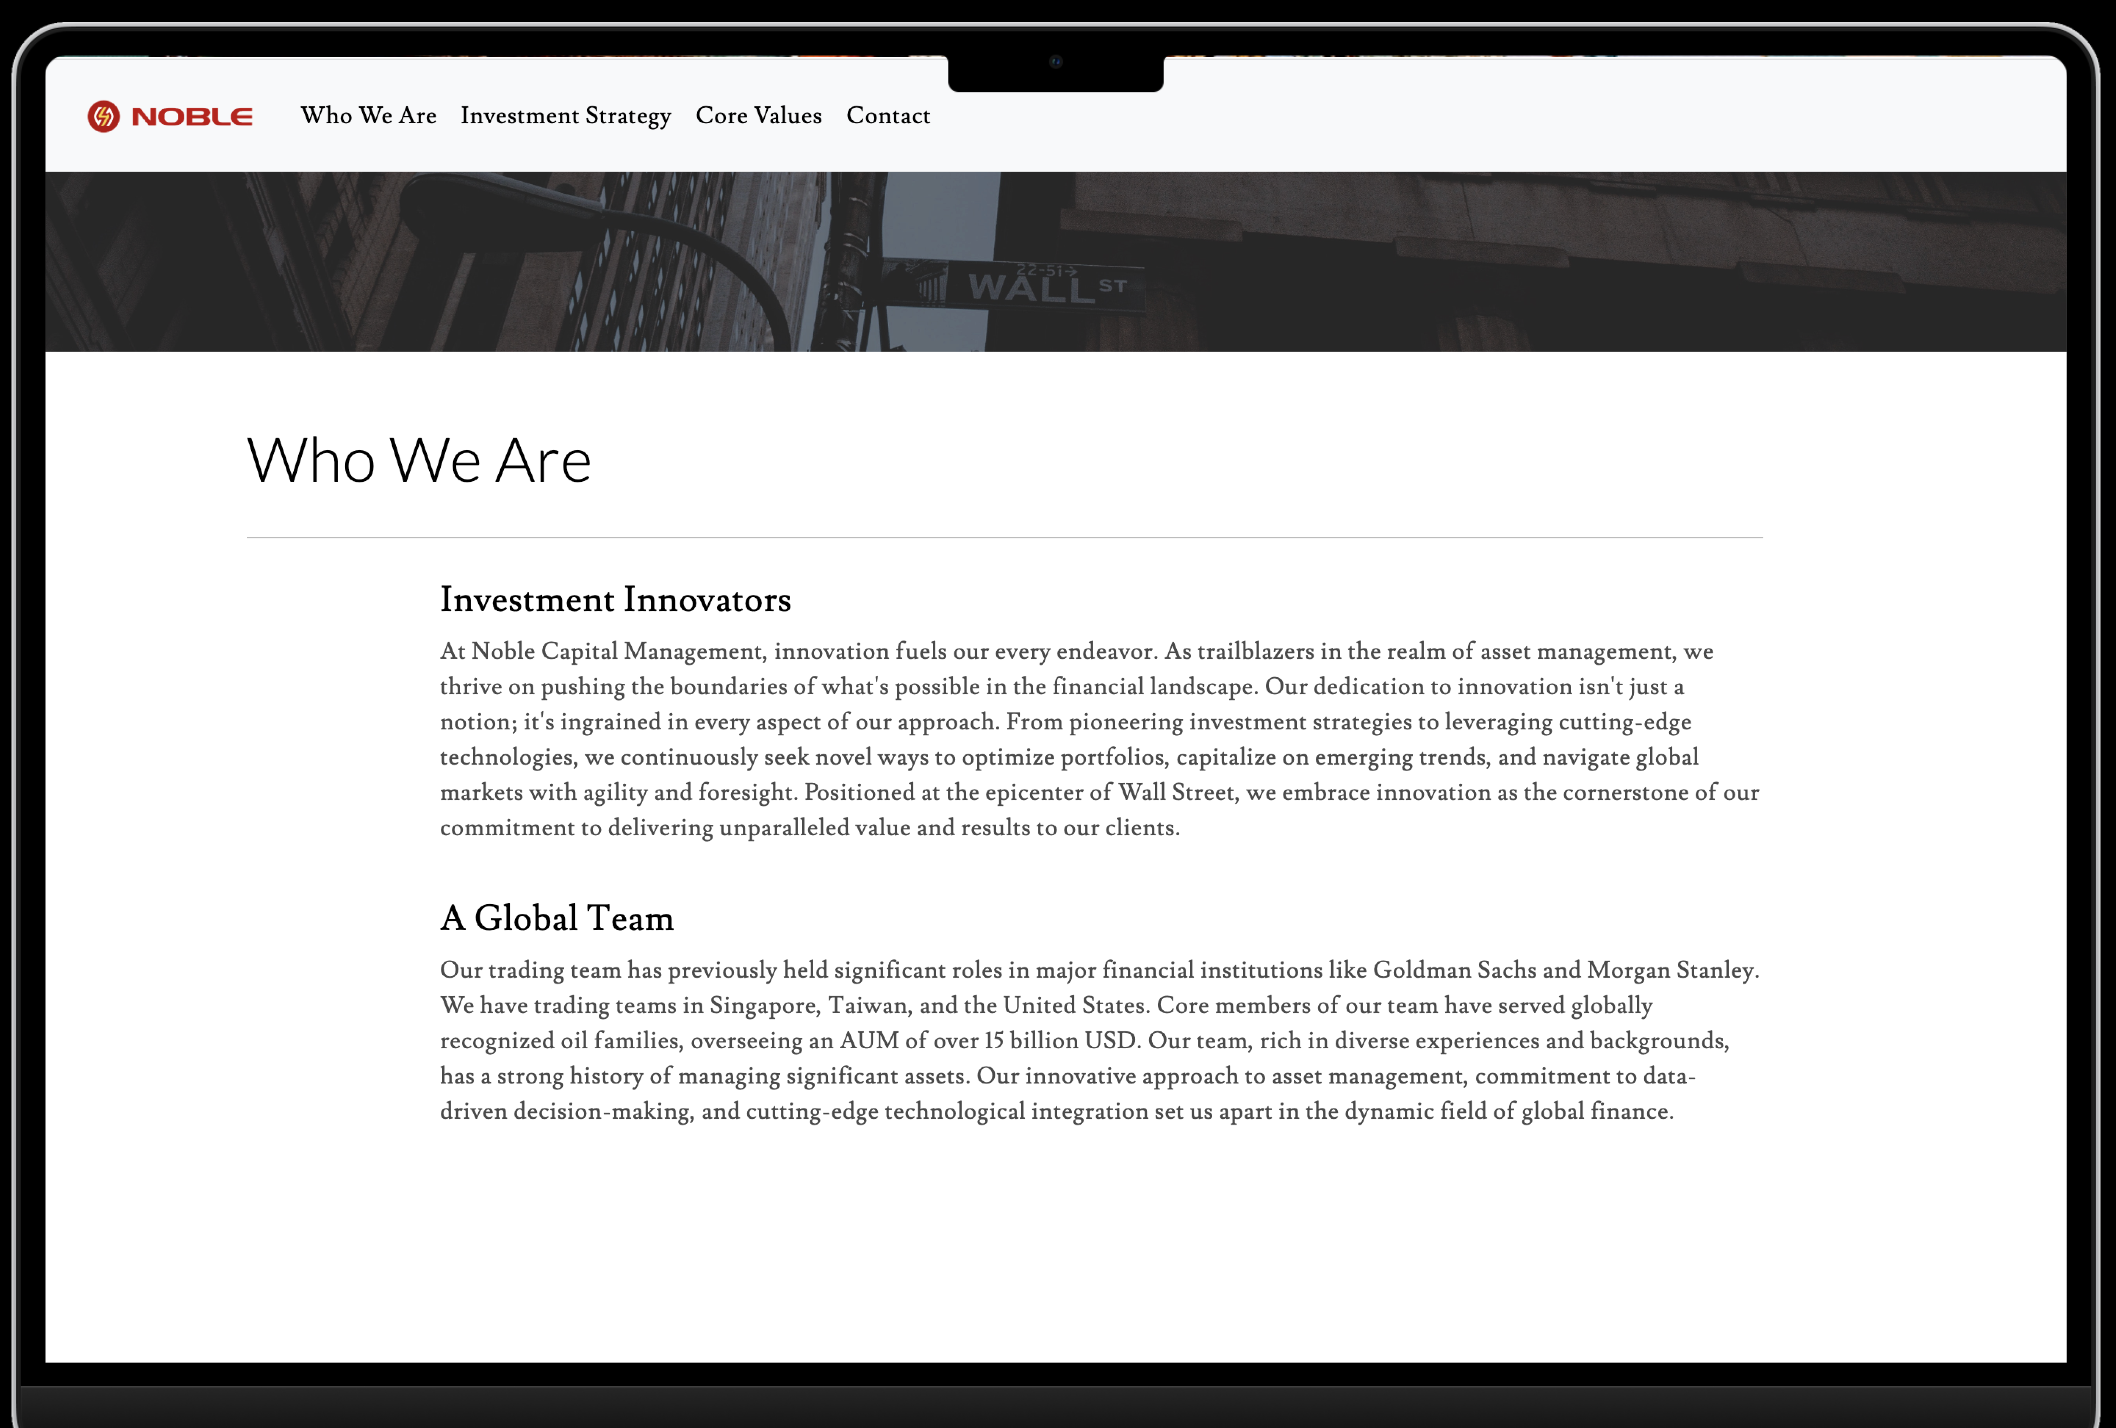 NOBLE
Who We Are
Investment Strategy
Core Values
Contact
22-51→
WALL ST
Who We Are
Investment Innovators
At Noble Capital Management, innovation fuels our every endeavor. As trailblazers in the realm of asset management, we
thrive on pushing the boundaries of what's possible in the financial landscape. Our dedication to innovation isn't just a
notion; it's ingrained in every aspect of our approach. From pioneering investment strategies to leveraging cutting-edge
technologies, we continuously seek novel ways to optimize portfolios, capitalize on emerging trends, and navigate global
markets with agility and foresight. Positioned at the epicenter of Wall Street, we embrace innovation as the cornerstone of our
commitment to delivering unparalleled value and results to our clients.
A Global Team
Our trading team has previously held significant roles in major financial institutions like Goldman Sachs and Morgan Stanley.
We have trading teams in Singapore, Taiwan, and the United States. Core members of our team have served globally
recognized oil families, overseeing an AUM of over 15 billion USD. Our team, rich in diverse experiences and backgrounds,
has a strong history of managing significant assets. Our innovative approach to asset management, commitment to data-
driven decision-making, and cutting-edge technological integration set us apart in the dynamic field of global finance.